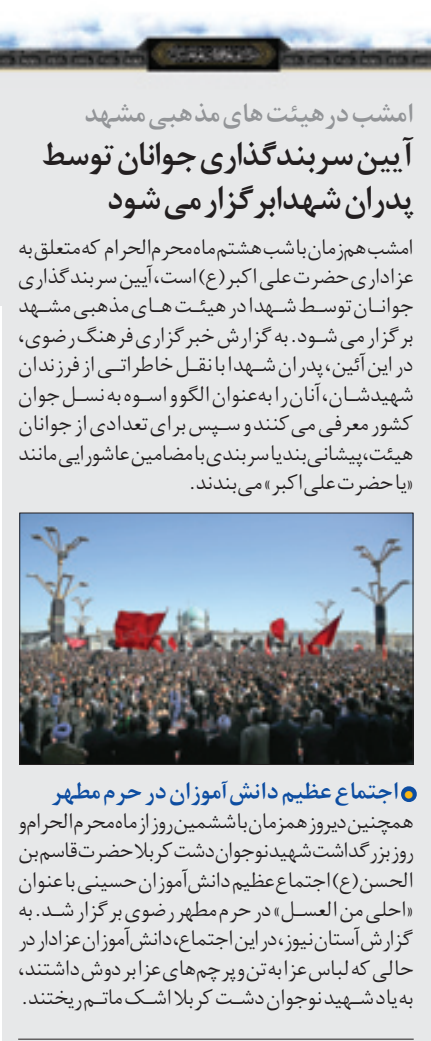 امشب در هیئت های مذهبی مشهد
آیین سربندگذاری جوانان توسط
پدران شهدابرگزار می شود
امشب هم‌زمان با شب هشتم ماه محرم الحرام که متعلق به
عزاداری حضرت علی اکبر (ع) است، آیین سربندگذاری
جوانان توسط شهدا در هیئت های مذهبی مشهد
برگزار می شود. به گزارش خبرگزاری فرهنگ رضوی،
در این آئین، پدران شهدا با نقل خاطراتی از فرزندان
شهیدشان، آنان را به‌عنوان الگو و اسوه به نسل جوان
کشور معرفی می کنند و سپس برای تعدادی از جوانان
هیئت، پیشانی بند یا سربندی با مضامین عاشورایی مانند
«یا حضرت علی اکبر» می‌بندند.
اجتماع عظیم دانش آموزان در حرم مطهر
همچنین دیروز همزمان با ششمین روز از ماه محرم الحرام و
روز بزرگداشت شهید نوجوان دشت کربلا حضرت قاسم بن
الحسن (ع) اجتماع عظیم دانش آموزان حسینی با عنوان
«احلی من العسل» در حرم مطهر رضوی برگزار شد. به
گزارش آستان نیوز، در این اجتماع، دانش آموزان عزادار در
حالی که لباس عزا به تن و پرچم‌های عزا بر دوش داشتند،
به یاد شهید نوجوان دشت کربلا اشک ماتم ریختند.